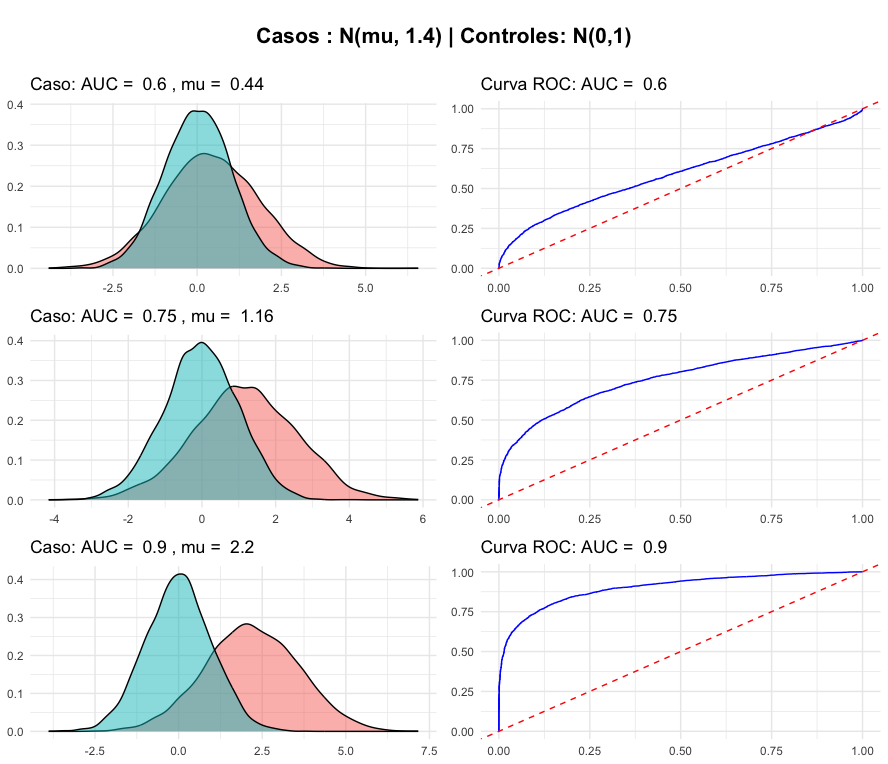 Casos : N(mu, 1.4) | Controles: N(0,1)
Caso: AUC = 0.6 , mu = 0.44
0.4
0.3
0.2
0.1
0.0
-2.5 0.0 2.5 5.0
Curva ROC: AUC = 0.6
1.00
0.75
0.50
0.25
0.00
0.00 0.25 0.50 0.75 1.00
Caso: AUC = 0.75 , mu = 1.16
0.4
0.3
0.2
0.1
0.0
-4 -2 0 2 4 6
Curva ROC: AUC = 0.75
1.00
0.75
0.50
0.25
0.00
0.00 0.25 0.50 0.75 1.00
Caso: AUC = 0.9 , mu = 2.2
0.4
0.3
0.2
0.1
0.0
-2.5 0.0 2.5 5.0 7.5
Curva ROC: AUC = 0.9
1.00
0.75
0.50
0.25
0.00
0.00 0.25 0.50 0.75 1.00